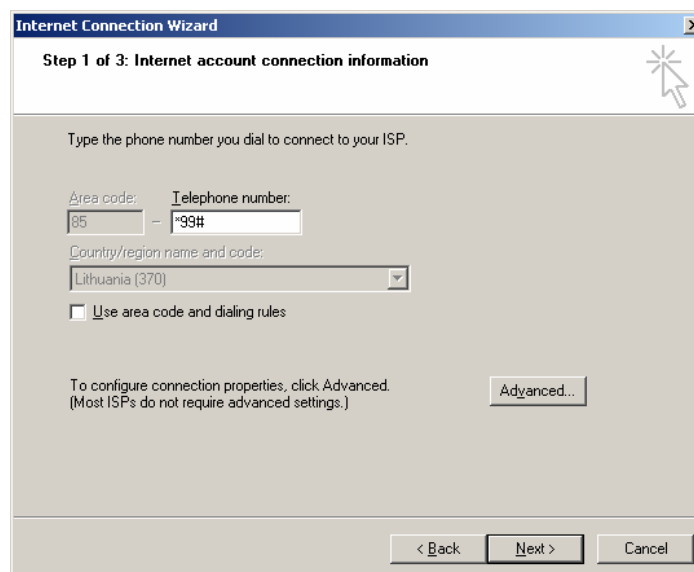 Internet Connection Wizard
Step 1 of 3: Internet account connection information
Type the phone number you dial to connect to your ISP.
Area code: Telephone number:
85 – *99#
Country/region name and code:
Lithuania (370)
Use area code and dialing rules
To configure connection properties, click Advanced.
(Most ISPs do not require advanced settings.)
Advanced...
< Back Next > Cancel